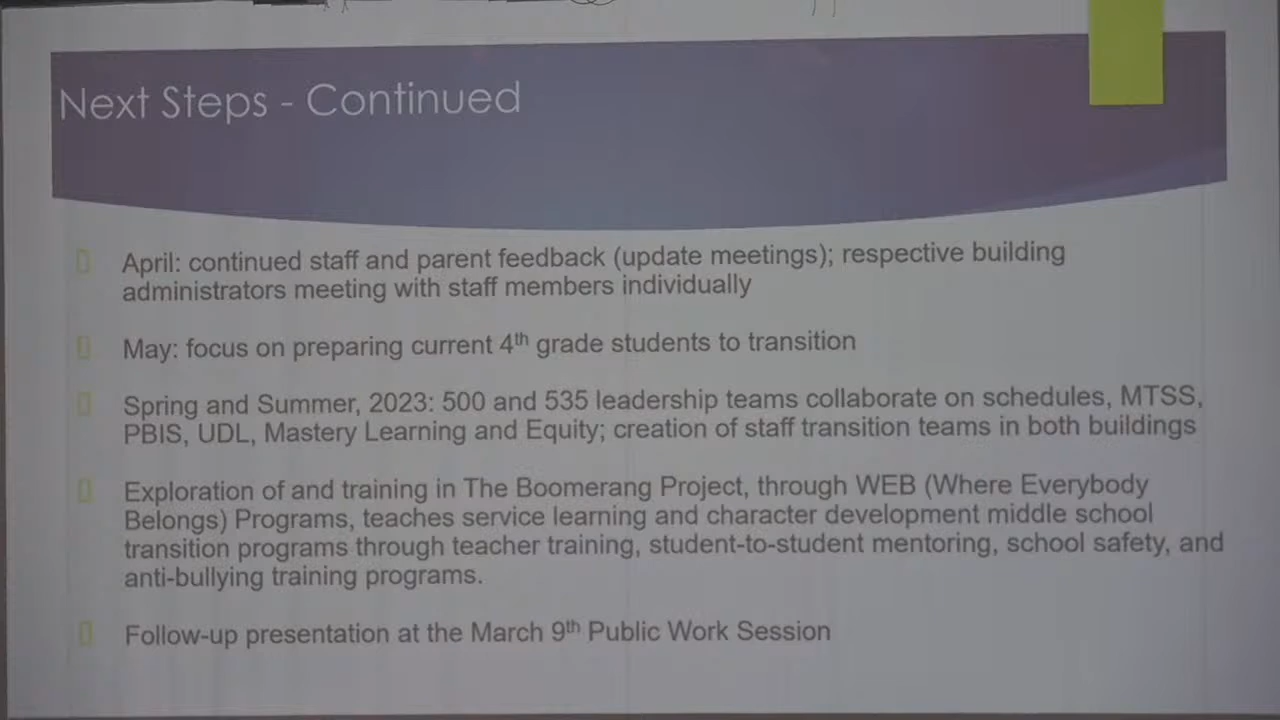 Next Steps - Continued
April: continued staff and parent feedback (update meetings); respective building
administrators meeting with staff members individually
May: focus on preparing current 4th grade students to transition
Spring and Summer, 2023: 500 and 535 leadership teams collaborate on schedules, MTSS,
PBIS, UDL, Mastery Learning and Equity; creation of staff transition teams in both buildings
Exploration of and training in The Boomerang Project, through WEB (Where Everybody
Belongs) Programs, teaches service learning and character development middle school
transition programs through teacher training, student-to-student mentoring, school safety, and
anti-bullying training programs.
Follow-up presentation at the March 9th Public Work Session